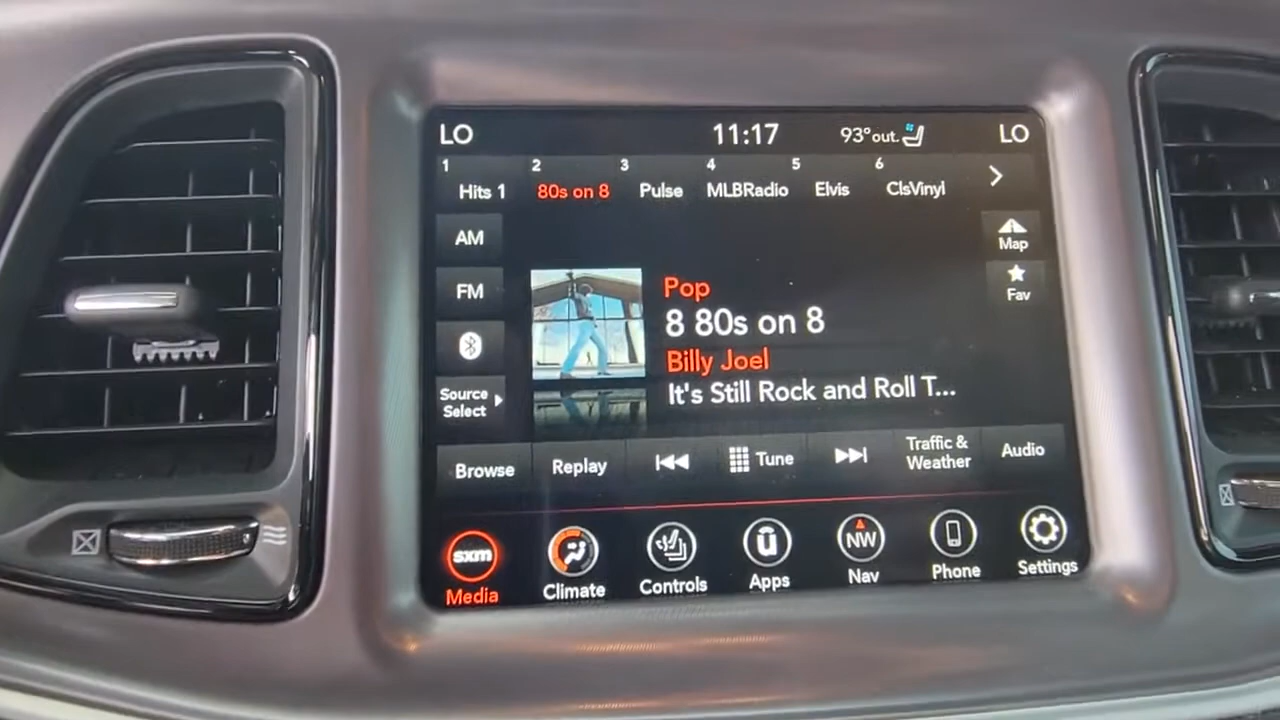 LO 11:17 93° out. LO
1 2 3 4 5 6
Hits 1 80s on 8 Pulse MLBRadio Elvis ClsVinyl
AM
Map
FM
Fav
Pop
8 80s on 8
Billy Joel
It's Still Rock and Roll T...
Source
Select
Browse Replay Tune Traffic &
Weather Audio
sxm NW
Media Climate Controls Apps Nav Phone Settings